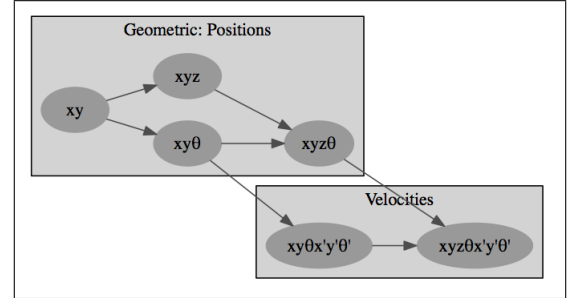 Geometric: Positions
xyz
xy
xyθ
xyzθ
Velocities
xyθx'y'θ'
xyzθx'y'θ'